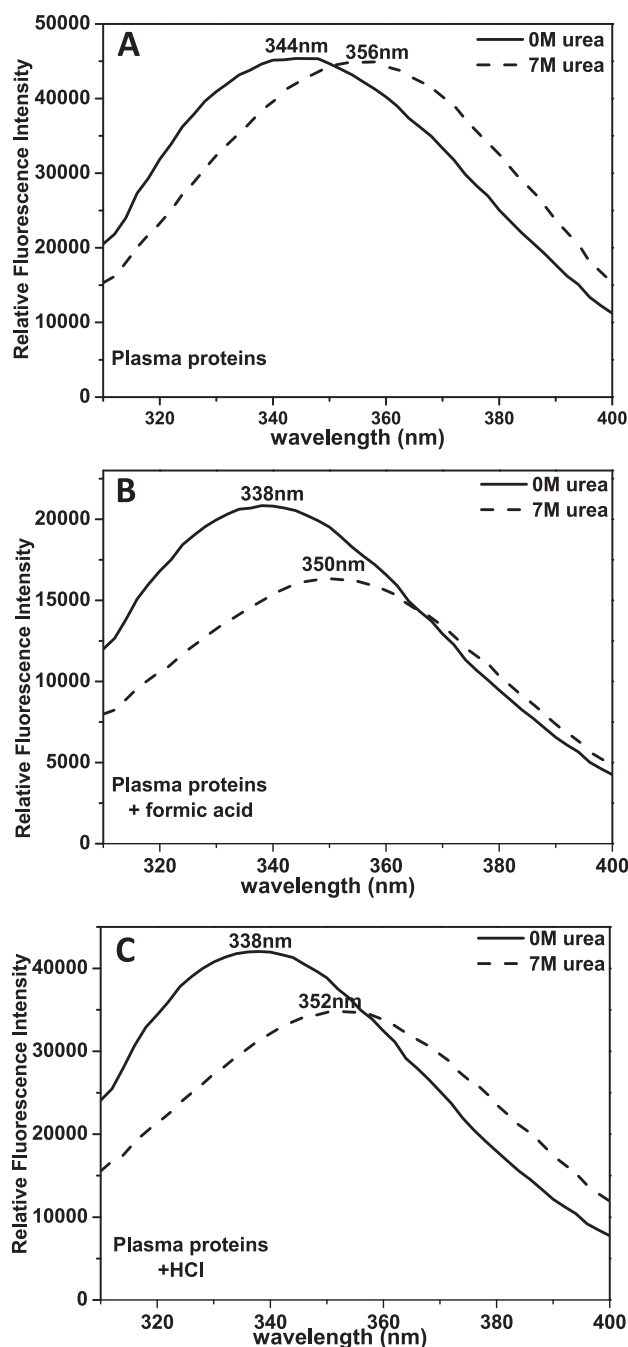 A
344nm
356nm
0M urea
7M urea
50000
40000
30000
20000
10000
0
Relative Fluorescence Intensity
Plasma proteins
320
340
360
380
400
wavelength (nm)
B
338nm
350nm
0M urea
7M urea
20000
15000
10000
5000
0
Relative Fluorescence Intensity
Plasma proteins
+ formic acid
320
340
360
380
400
wavelength (nm)
C
338nm
352nm
0M urea
7M urea
40000
30000
20000
10000
0
Relative Fluorescence Intensity
Plasma proteins
+HCl
320
340
360
380
400
wavelength (nm)